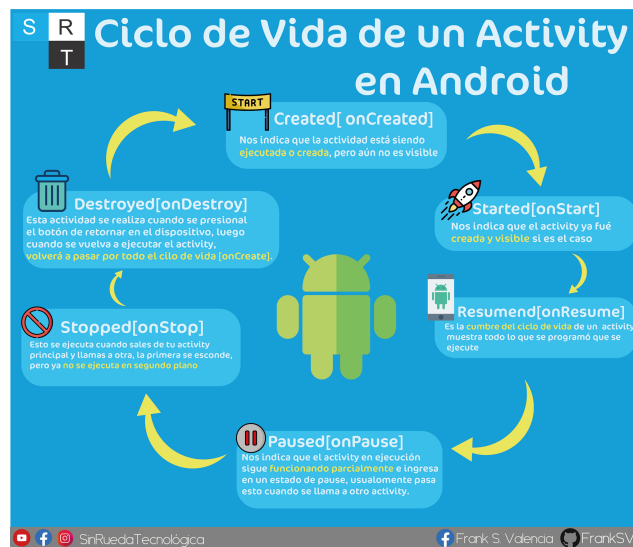 S R
T
Ciclo de Vida de un Activity
en Android
START
Created[ onCreated]
Nos indica que la actividad está siendo
ejecutada o creada, pero aún no es visible
Started[onStart]
Nos indica que el activity ya fué
creada y visible si es el caso
Resumend[onResume]
Es la cumbre del ciclo de vida de un activity
muestra todo lo que se programó que se
ejecute
Paused[onPause]
Nos indica que el activity en ejecución
sigue funcionando parcialmente e ingresa
en un estado de pause, usualomente pasa
esto cuando se llama a otro activity.
Stopped[onStop]
Esto se ejecuta cuando sales de tu activity
principal y llamas a otra, la primera se esconde,
pero ya no se ejecuta en segundo plano
Destroyed[onDestroy]
Esta actividad se realiza cuando se presional
el botón de retornar en el dispositivo, luego
cuando se vuelva a ejecutar el activity,
volverá a pasar por todo el cilo de vida [onCreate].
SinRuedaTecnológica
Frank S. Valencia
FrankSV